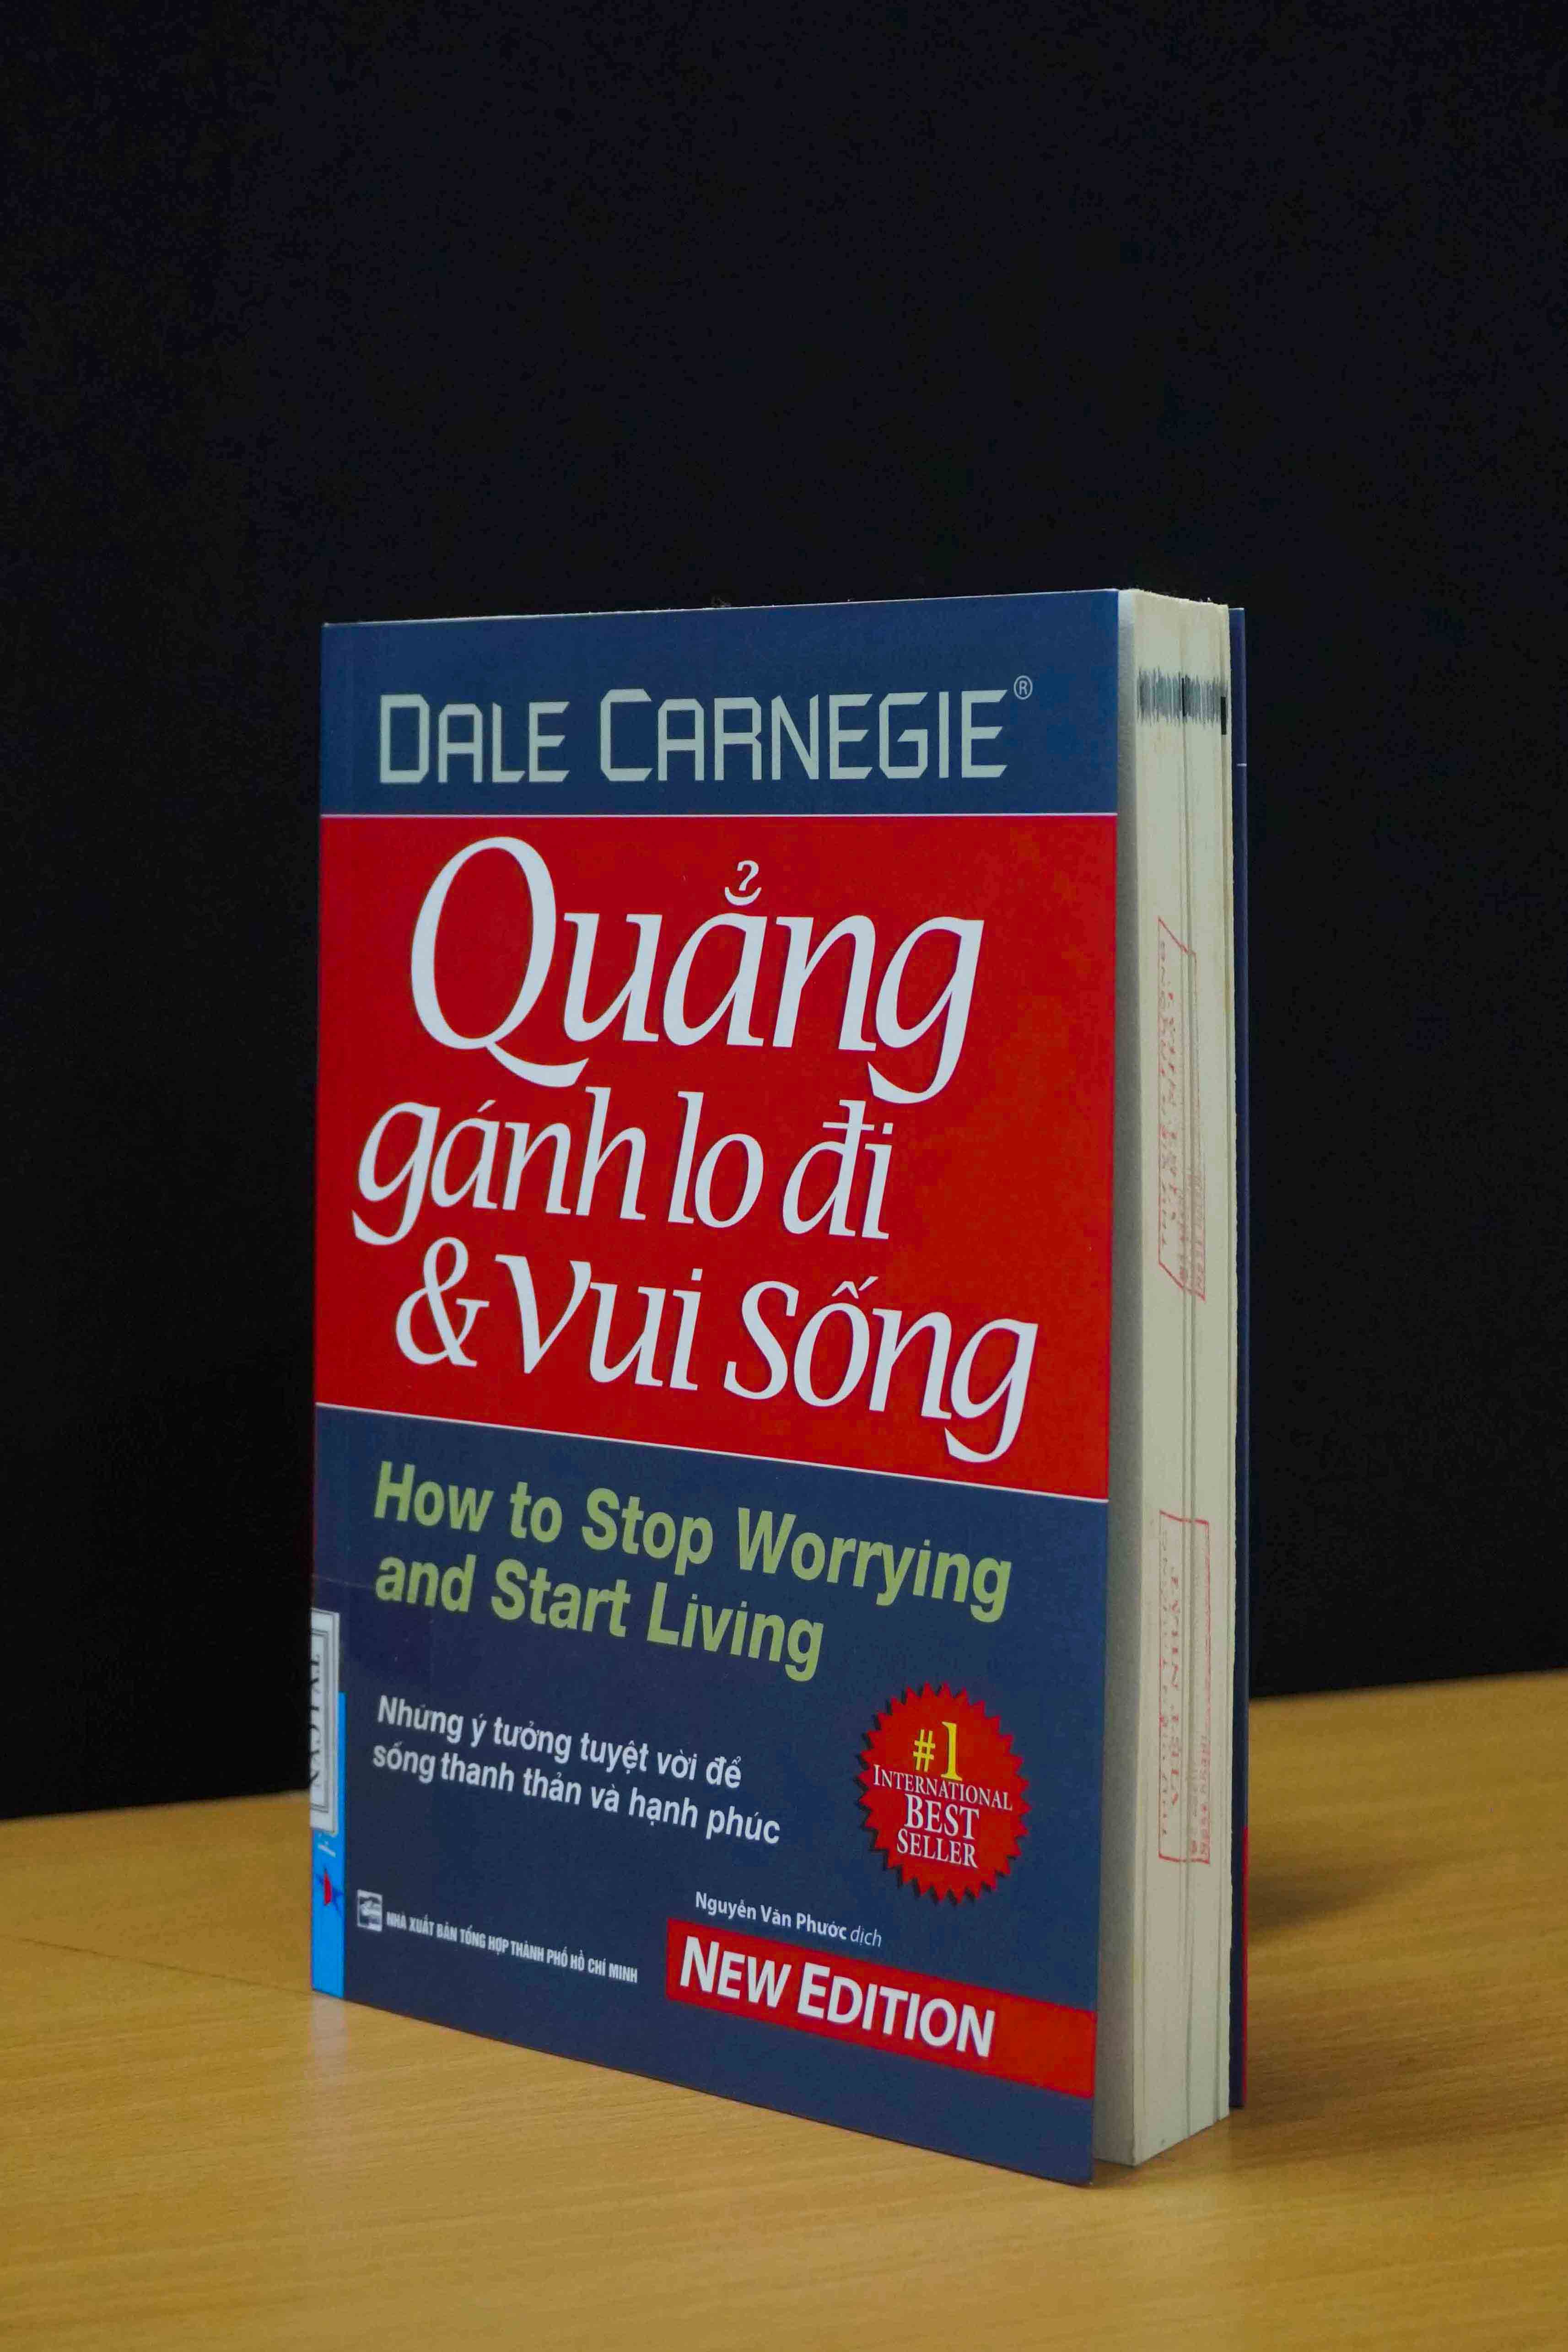 DALE CARNEGIE®
Quẳng
gánh lo đi
& Vui sống
How to Stop Worrying
and Start Living
Những ý tưởng tuyệt vời để
sống thanh thản và hạnh phúc
#1
INTERNATIONAL
BEST
SELLER
Nguyễn Văn Phước dịch
NHÀ XUẤT BẢN TỔNG HỢP THÀNH PHỐ HỒ CHÍ MINH
NEW EDITION